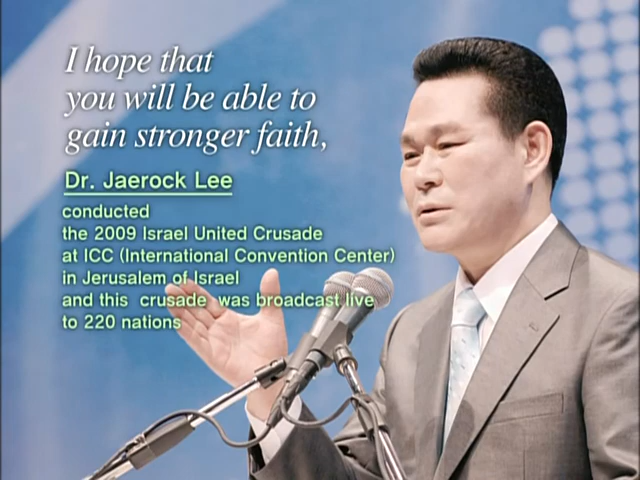 I hope that
you will be able to
gain stronger faith,
Dr. Jaerock Lee
conducted
the 2009 Israel United Crusade
at ICC (International Convention Center)
in Jerusalem of Israel
and this crusade was broadcast live
to 220 nations